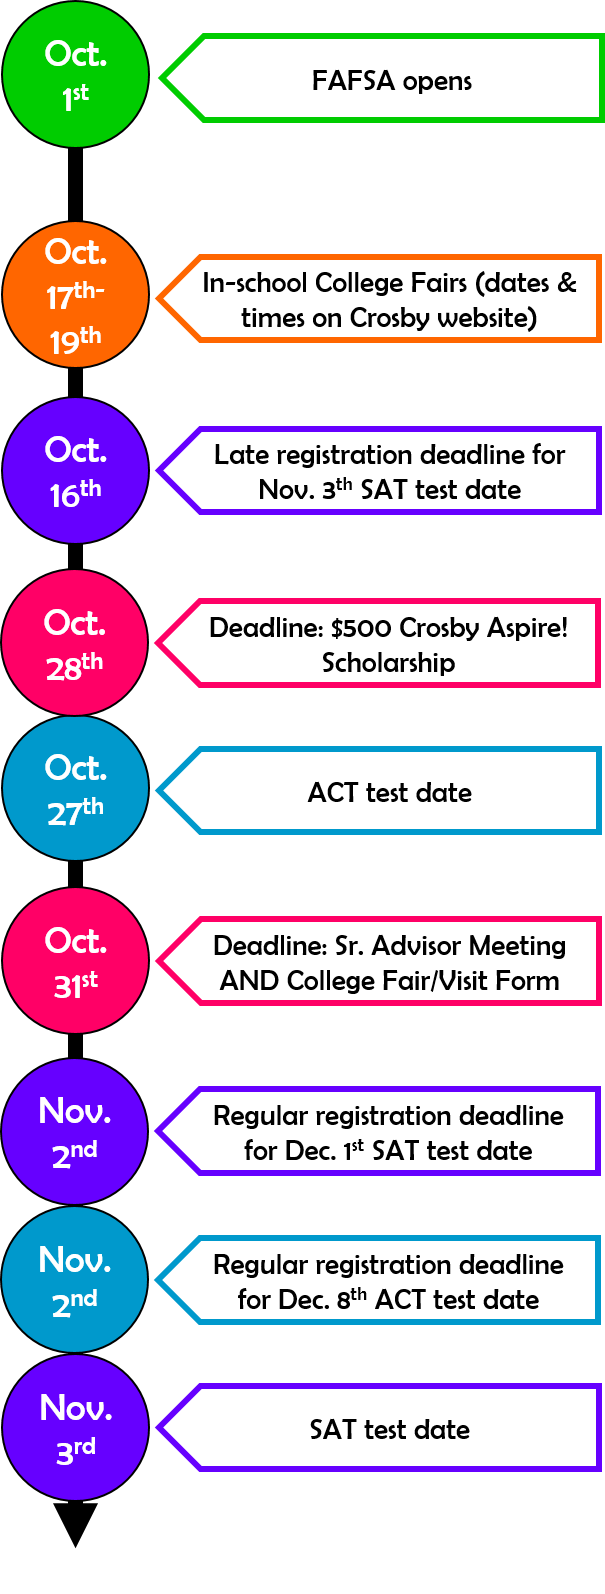 Oct.
1st
FAFSA opens
Oct.
17th-
19th
In-school College Fairs (dates &
times on Crosby website)
Oct.
16th
Late registration deadline for
Nov. 3th SAT test date
Oct.
28th
Deadline: $500 Crosby Aspire!
Scholarship
Oct.
27th
ACT test date
Oct.
31st
Deadline: Sr. Advisor Meeting
AND College Fair/Visit Form
Nov.
2nd
Regular registration deadline
for Dec. 1st SAT test date
Nov.
2nd
Regular registration deadline
for Dec. 8th ACT test date
Nov.
3rd
SAT test date